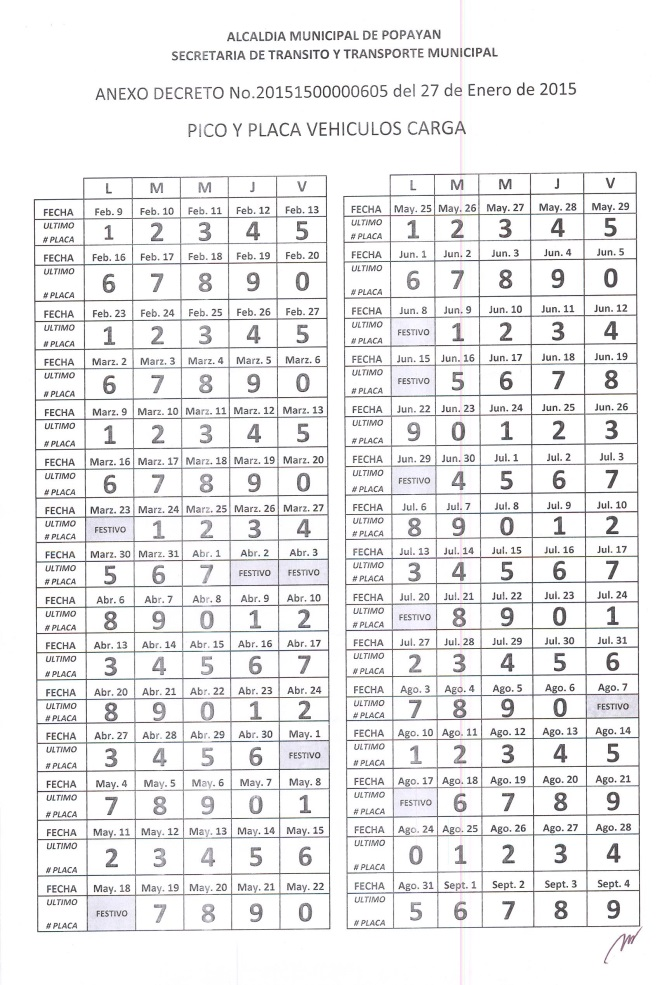 ALCALDIA MUNICIPAL DE POPAYAN
SECRETARIA DE TRANSITO Y TRANSPORTE MUNICIPAL
ANEXO DECRETO No.20151500000605 del 27 de Enero de 2015
PICO Y PLACA VEHICULOS CARGA
L M M J V
FECHA Feb. 9 Feb. 10 Feb. 11 Feb. 12 Feb. 13
ULTIMO # PLACA 1 2 3 4 5
FECHA Feb. 16 Feb. 17 Feb. 18 Feb. 19 Feb. 20
ULTIMO # PLACA 6 7 8 9 0
FECHA Feb. 23 Feb. 24 Feb. 25 Feb. 26 Feb. 27
ULTIMO # PLACA 1 2 3 4 5
FECHA Marz. 2 Marz. 3 Marz. 4 Marz. 5 Marz. 6
ULTIMO # PLACA 6 7 8 9 0
FECHA Marz. 9 Marz. 10 Marz. 11 Marz. 12 Marz. 13
ULTIMO # PLACA 1 2 3 4 5
FECHA Marz. 16 Marz. 17 Marz. 18 Marz. 19 Marz. 20
ULTIMO # PLACA 6 7 8 9 0
FECHA Marz. 23 Marz. 24 Marz. 25 Marz. 26 Marz. 27
ULTIMO # PLACA FESTIVO 1 2 3 4
FECHA Marz. 30 Marz. 31 Abr. 1 Abr. 2 Abr. 3
ULTIMO # PLACA 5 6 7 FESTIVO FESTIVO
FECHA Abr. 6 Abr. 7 Abr. 8 Abr. 9 Abr. 10
ULTIMO # PLACA 8 9 0 1 2
FECHA Abr. 13 Abr. 14 Abr. 15 Abr. 16 Abr. 17
ULTIMO # PLACA 3 4 5 6 7
FECHA Abr. 20 Abr. 21 Abr. 22 Abr. 23 Abr. 24
ULTIMO # PLACA 8 9 0 1 2
FECHA Abr. 27 Abr. 28 Abr. 29 Abr. 30 May. 1
ULTIMO # PLACA 3 4 5 6 FESTIVO
FECHA May. 4 May. 5 May. 6 May. 7 May. 8
ULTIMO # PLACA 7 8 9 0 1
FECHA May. 11 May. 12 May. 13 May. 14 May. 15
ULTIMO # PLACA 2 3 4 5 6
FECHA May. 18 May. 19 May. 20 May. 21 May. 22
ULTIMO # PLACA FESTIVO 7 8 9 0
L M M J V
FECHA May. 25 May. 26 May. 27 May. 28 May. 29
ULTIMO # PLACA 1 2 3 4 5
FECHA Jun. 1 Jun. 2 Jun. 3 Jun. 4 Jun. 5
ULTIMO # PLACA 6 7 8 9 0
FECHA Jun. 8 Jun. 9 Jun. 10 Jun. 11 Jun. 12
ULTIMO # PLACA FESTIVO 1 2 3 4
FECHA Jun. 15 Jun. 16 Jun. 17 Jun. 18 Jun. 19
ULTIMO # PLACA FESTIVO 5 6 7 8
FECHA Jun. 22 Jun. 23 Jun. 24 Jun. 25 Jun. 26
ULTIMO # PLACA 9 0 1 2 3
FECHA Jun. 29 Jun. 30 Jul. 1 Jul. 2 Jul. 3
ULTIMO # PLACA FESTIVO 4 5 6 7
FECHA Jul. 6 Jul. 7 Jul. 8 Jul. 9 Jul. 10
ULTIMO # PLACA 8 9 0 1 2
FECHA Jul. 13 Jul. 14 Jul. 15 Jul. 16 Jul. 17
ULTIMO # PLACA 3 4 5 6 7
FECHA Jul. 20 Jul. 21 Jul. 22 Jul. 23 Jul. 24
ULTIMO # PLACA FESTIVO 8 9 0 1
FECHA Jul. 27 Jul. 28 Jul. 29 Jul. 30 Jul. 31
ULTIMO # PLACA 2 3 4 5 6
FECHA Ago. 3 Ago. 4 Ago. 5 Ago. 6 Ago. 7
ULTIMO # PLACA 7 8 9 0 FESTIVO
FECHA Ago. 10 Ago. 11 Ago. 12 Ago. 13 Ago. 14
ULTIMO # PLACA 1 2 3 4 5
FECHA Ago. 17 Ago. 18 Ago. 19 Ago. 20 Ago. 21
ULTIMO # PLACA FESTIVO 6 7 8 9
FECHA Ago. 24 Ago. 25 Ago. 26 Ago. 27 Ago. 28
ULTIMO # PLACA 0 1 2 3 4
FECHA Ago. 31 Sept. 1 Sept. 2 Sept. 3 Sept. 4
ULTIMO # PLACA 5 6 7 8 9